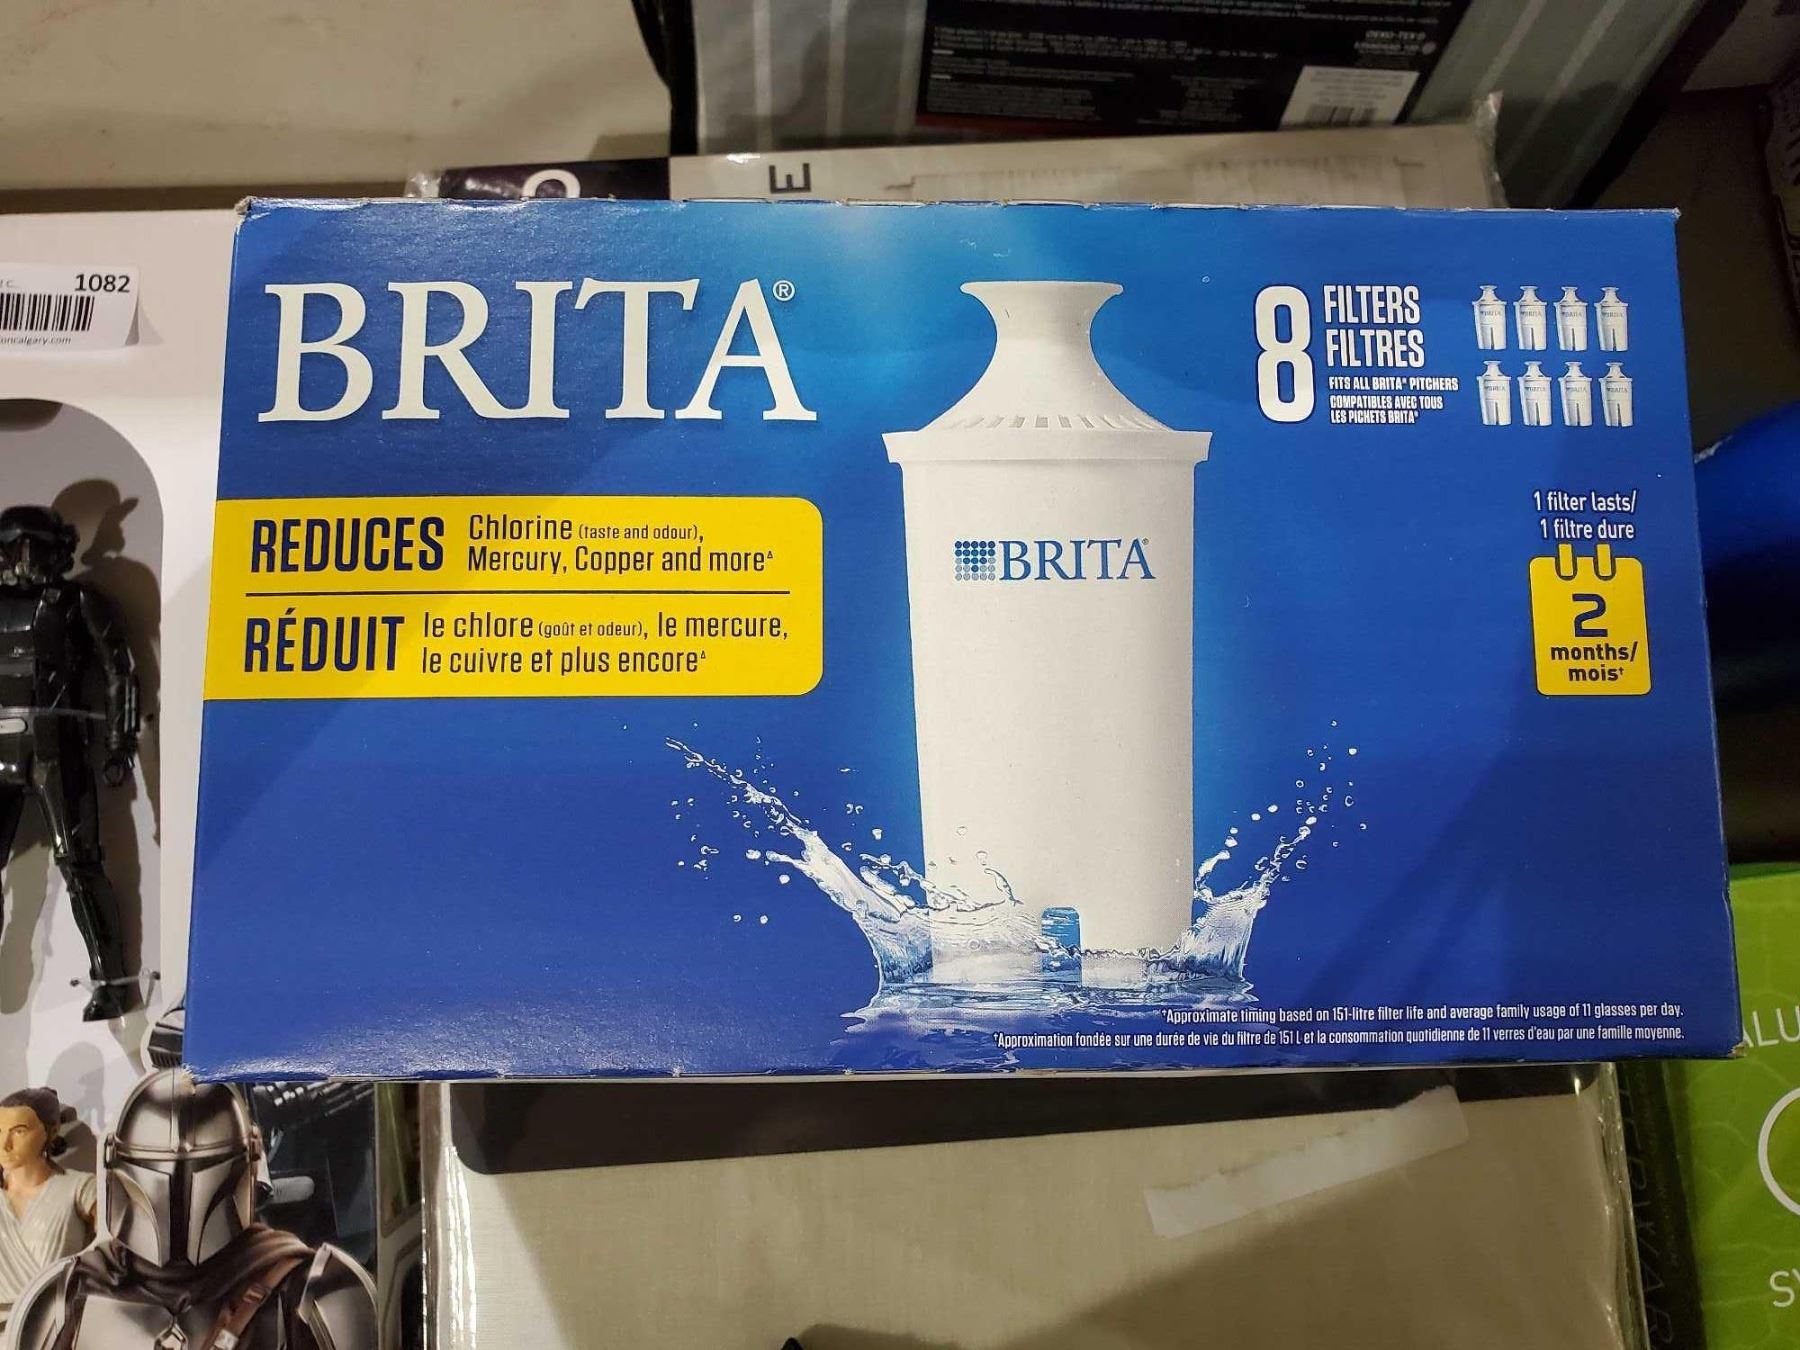 1082
oncalgary.com
BRITA®
REDUCES Chlorine (taste and odour),
Mercury, Copper and more∆
RÉDUIT le chlore (goût et odeur), le mercure,
le cuivre et plus encore∆
BRITA®
8 FILTERS
FILTRES
FITS ALL BRITA® PITCHERS
COMPATIBLES AVEC TOUS
LES PICHETS BRITA®
1 filter lasts/
1 filtre dure
2
months/
mois†
†Approximate timing based on 151-litre filter life and average family usage of 11 glasses per day.
†Approximation fondée sur une durée de vie du filtre de 151 L et la consommation quotidienne de 11 verres d'eau par une famille moyenne.